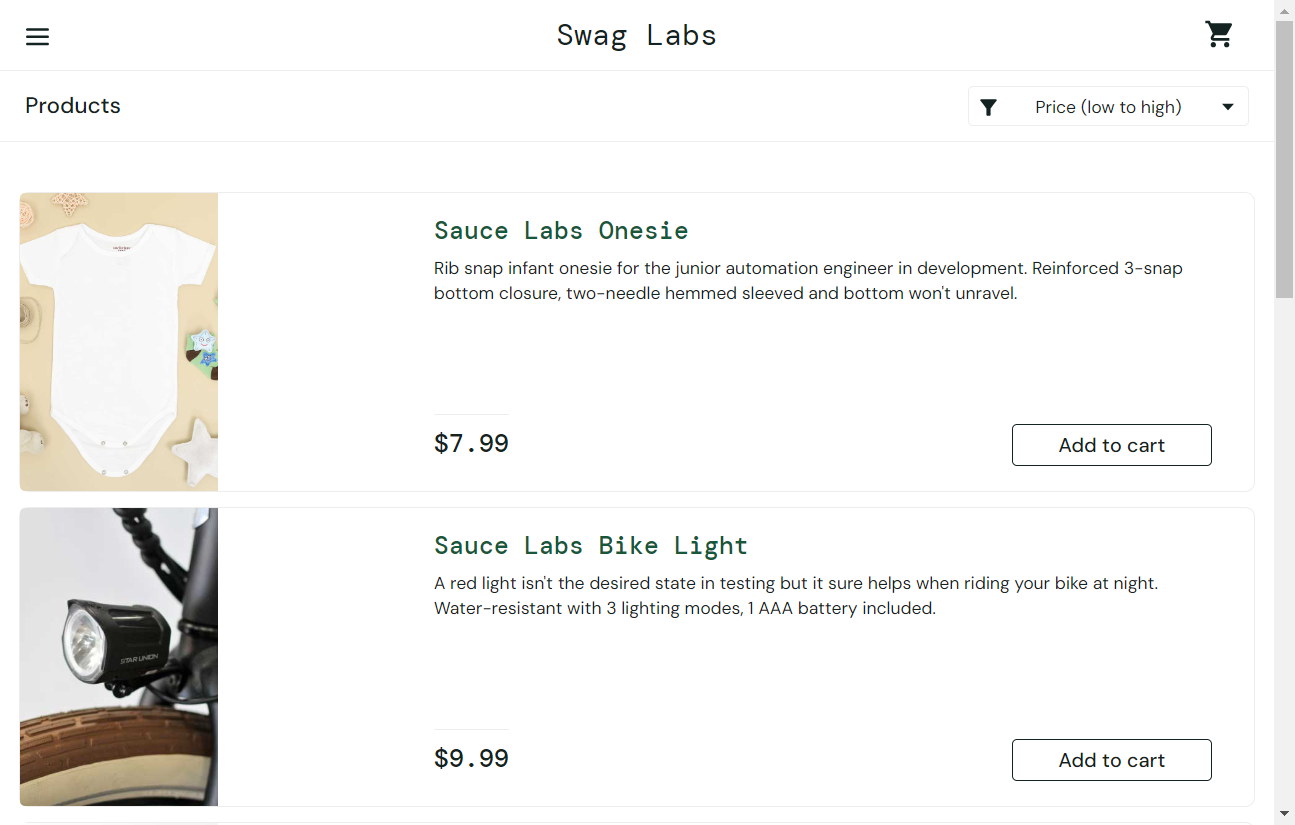 Swag Labs
Products
Price (low to high)
Sauce Labs Onesie
Rib snap infant onesie for the junior automation engineer in development. Reinforced 3-snap
bottom closure, two-needle hemmed sleeved and bottom won't unravel.
$7.99
Add to cart
Sauce Labs Bike Light
A red light isn't the desired state in testing but it sure helps when riding your bike at night.
Water-resistant with 3 lighting modes, 1 AAA battery included.
STAR UNION
$9.99
Add to cart